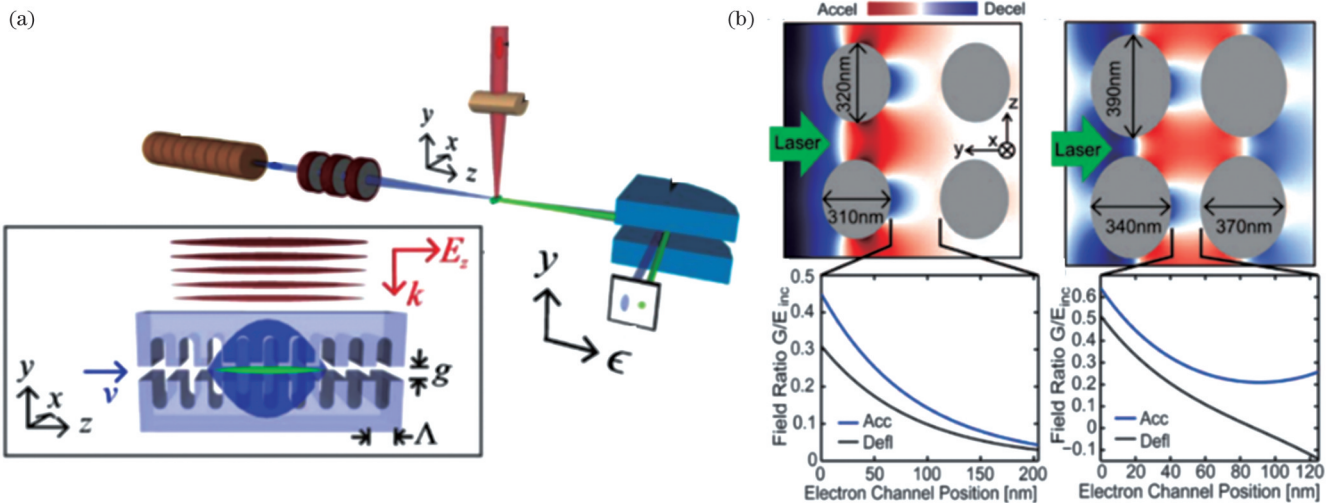 (a)
y
x
z
E_z
k
y
x
z
v
g
Λ
y
ϵ
(b)
Accel Decel
320nm
Laser
310nm
z
x
y
390nm
Laser
340nm
370nm
Field Ratio G/E_inc
0.5
0.4
0.3
0.2
0.1
0
Acc
Defl
0 50 100 150 200
Electron Channel Position [nm]
Field Ratio G/E_inc
0.6
0.5
0.4
0.3
0.2
0.1
0
−0.1
Acc
Defl
0 20 40 60 80 100 120
Electron Channel Position [nm]